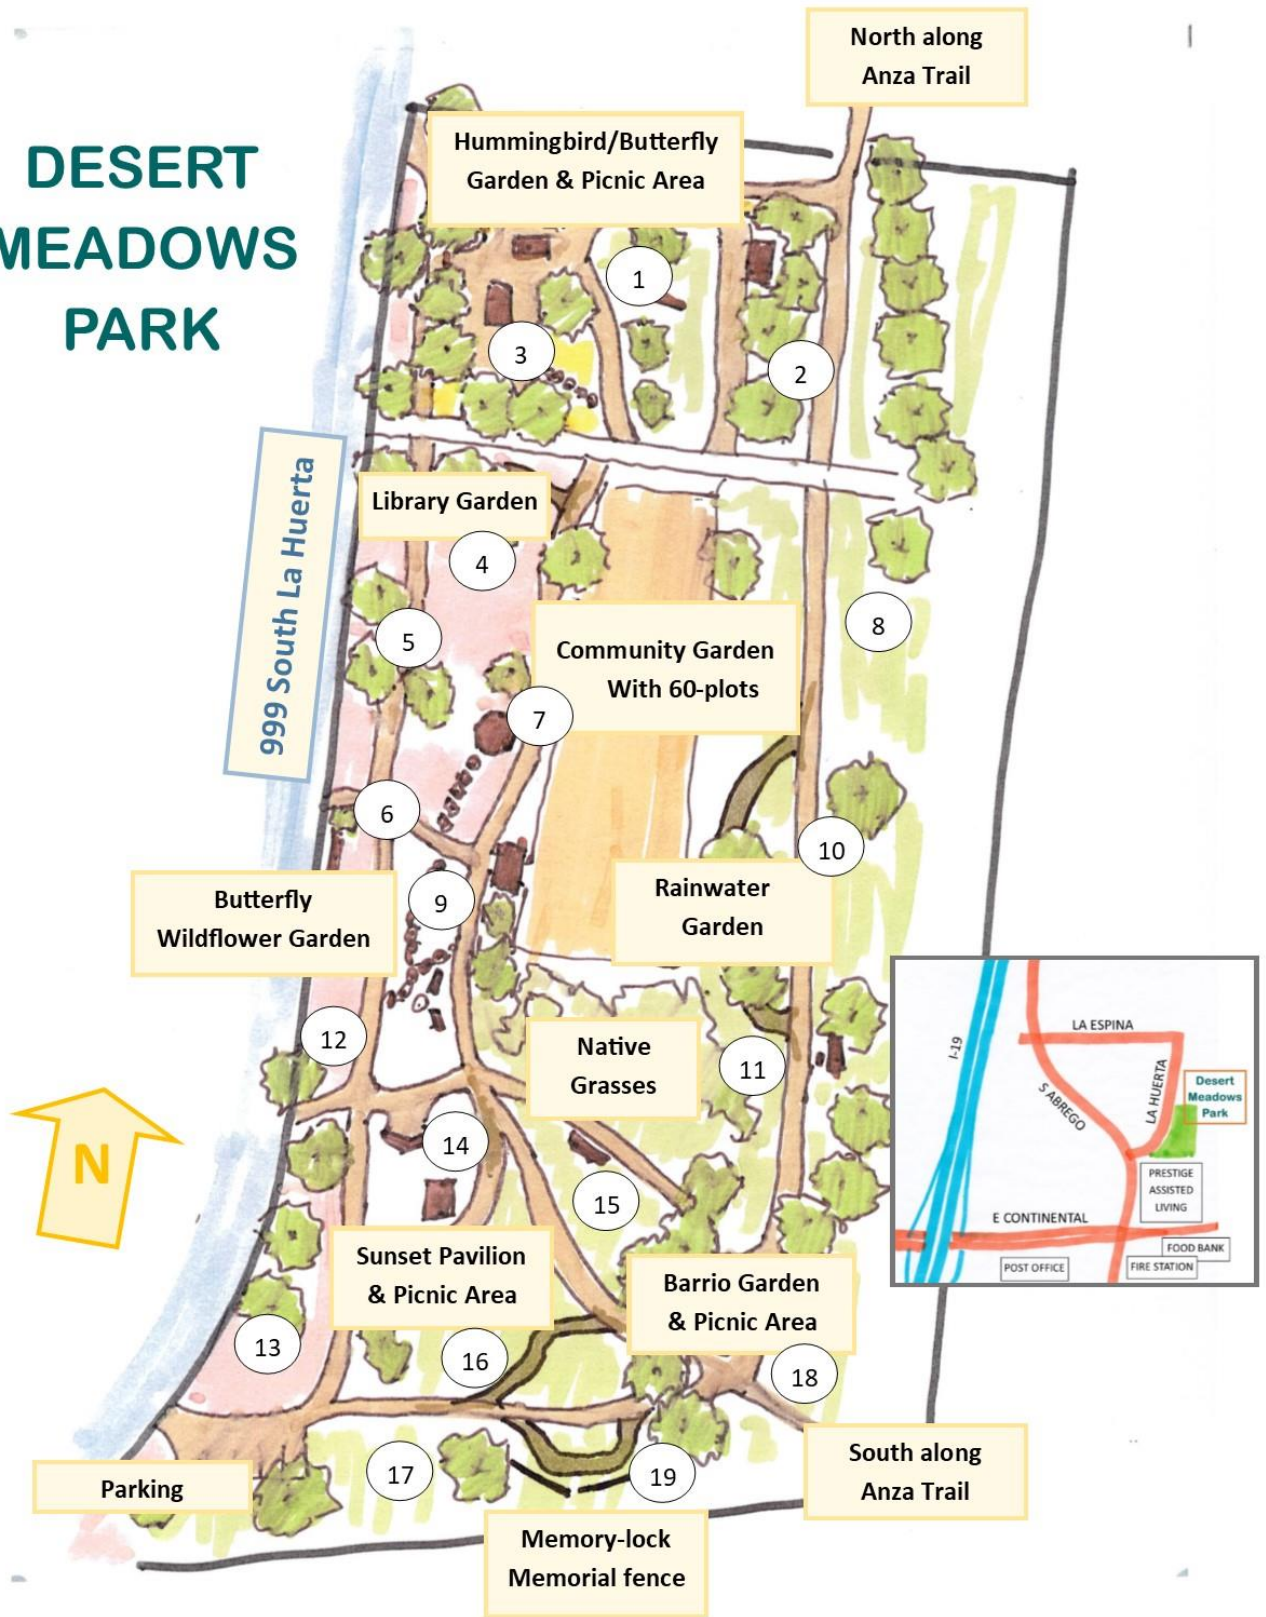 North along
Anza Trail
DESERT
MEADOWS
PARK
Hummingbird/Butterfly
Garden & Picnic Area
1
2
3
999 South La Huerta
Library Garden
4
5
8
Community Garden
With 60-plots
7
6
10
Rainwater
Garden
Butterfly
Wildflower Garden
9
12
Native
Grasses
11
N
14
15
Sunset Pavilion
& Picnic Area
Barrio Garden
& Picnic Area
13
16
18
Parking
17
19
South along
Anza Trail
Memory-lock
Memorial fence
I-19
LA ESPINA
S ABREGO
LA HUERTA
Desert
Meadows
Park
PRESTIGE
ASSISTED
LIVING
E CONTINENTAL
POST OFFICE
FOOD BANK
FIRE STATION